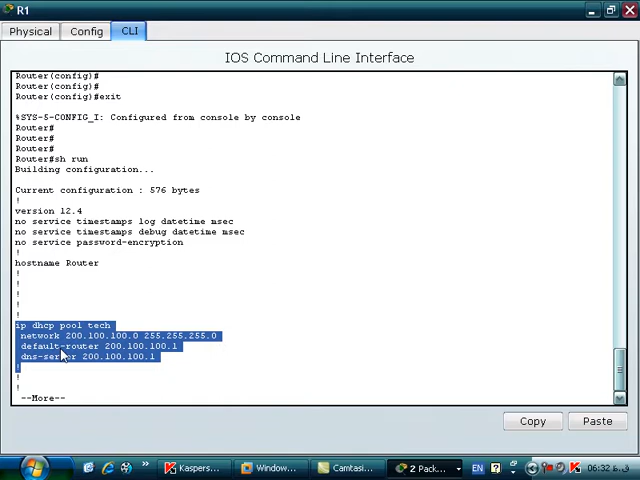 R1
Physical
Config
CLI
IOS Command Line Interface
Router(config)#
Router(config)#
Router(config)#exit
%SYS-5-CONFIG_I: Configured from console by console
Router#
Router#
Router#
Router#sh run
Building configuration...
Current configuration : 576 bytes
!
version 12.4
no service timestamps log datetime msec
no service timestamps debug datetime msec
no service password-encryption
!
hostname Router
!
!
!
!
!
ip dhcp pool tech
network 200.100.100.0 255.255.255.0
default-router 200.100.100.1
dns-server 200.100.100.1
!
!
!
--More--
Copy
Paste
start
Kaspers...
Window...
Camtasi...
2 Pack...
EN
06:32 ق.ظ